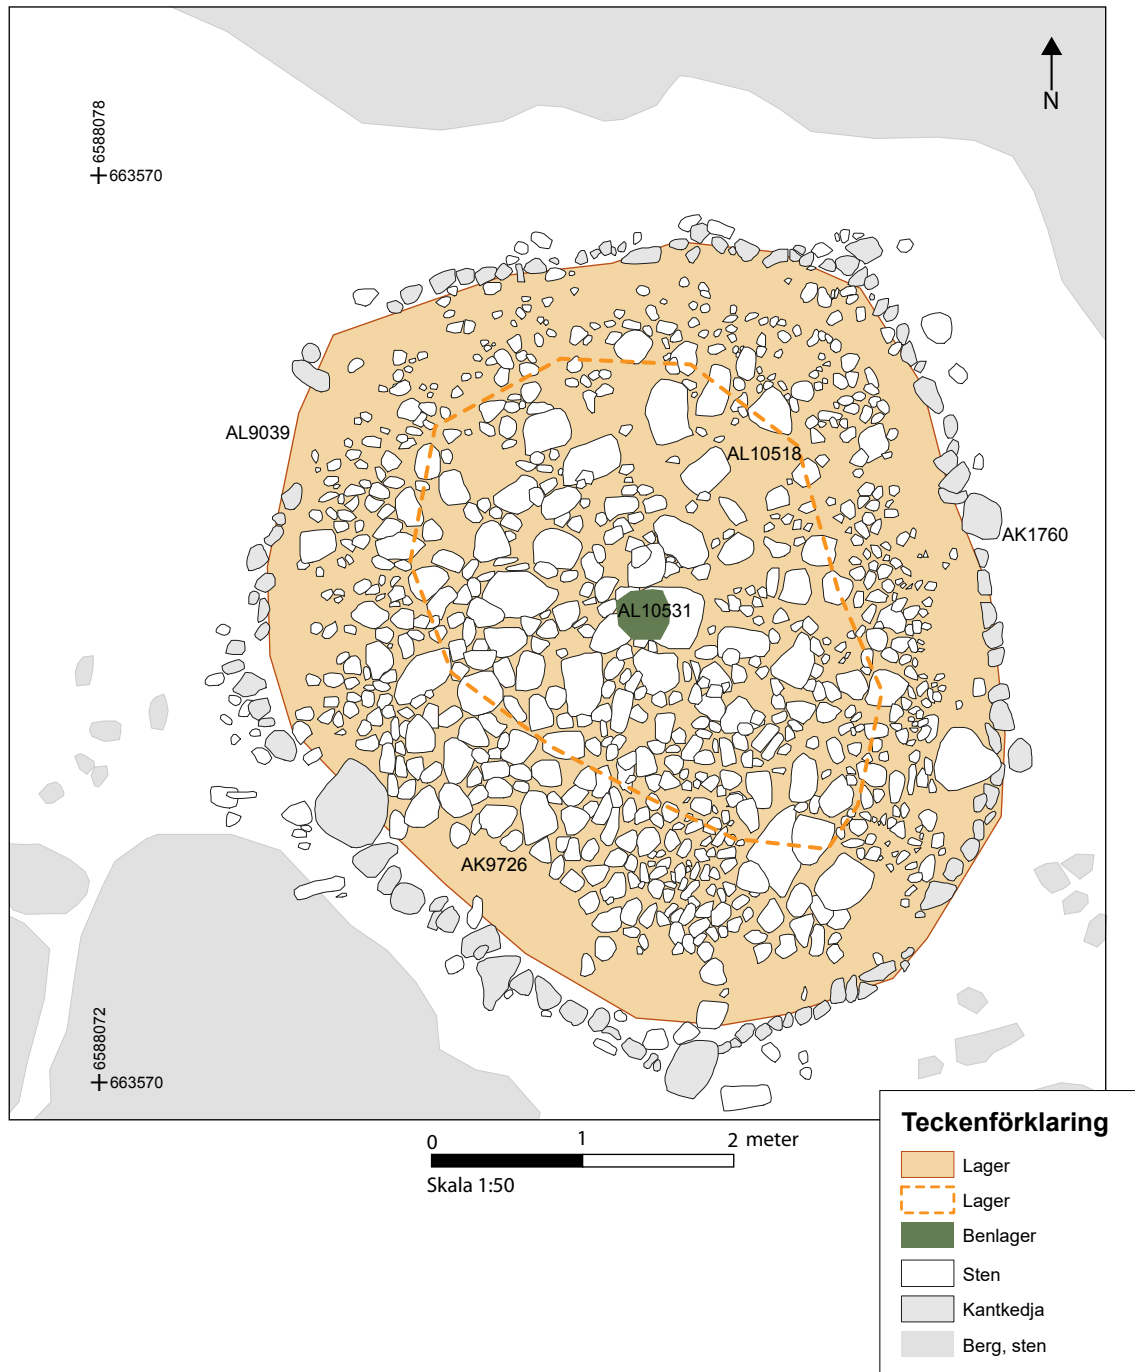 N
6588078
663570
AL9039
AL10518
AK1760
AL10531
AK9726
6588072
663570
0 1 2 meter
Skala 1:50
Teckenförklaring
Lager
Lager
Benlager
Sten
Kantkedja
Berg, sten